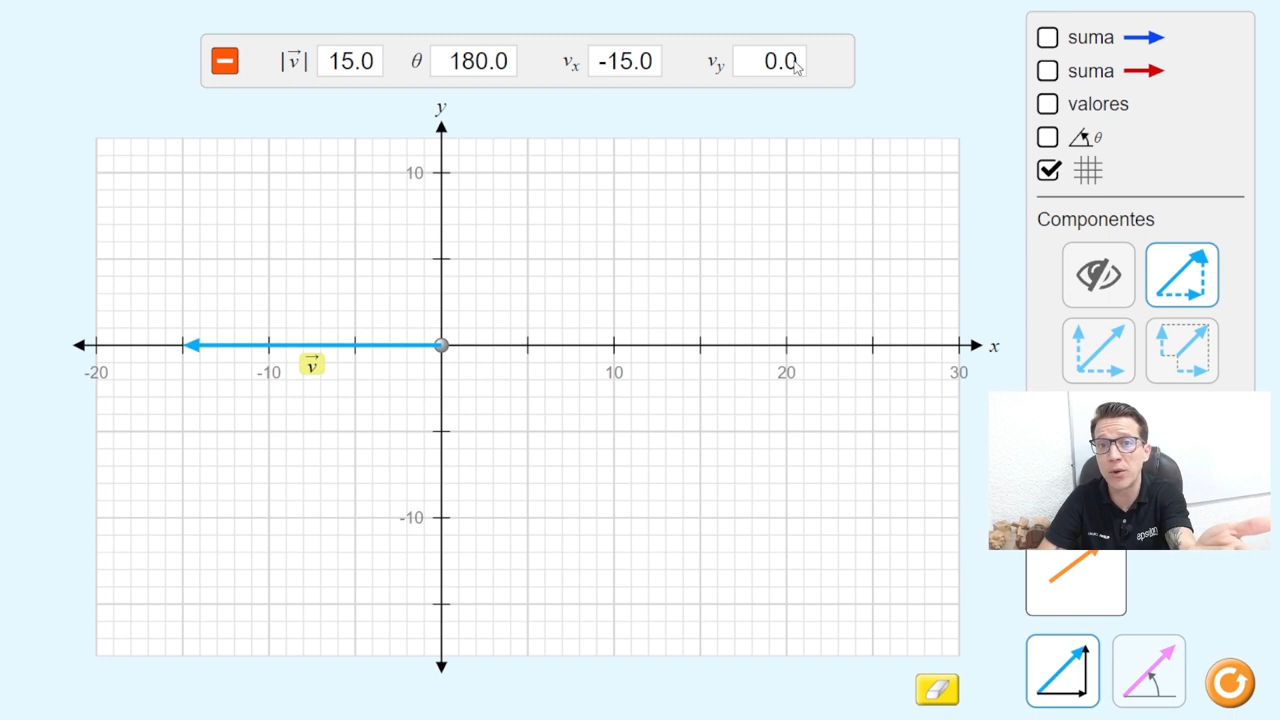 |v| 15.0 θ 180.0 vx -15.0 vy 0.0
suma
suma
valores
θ
Componentes
y
10
-20 -10 10 20 30
x
v
-10
epsilon